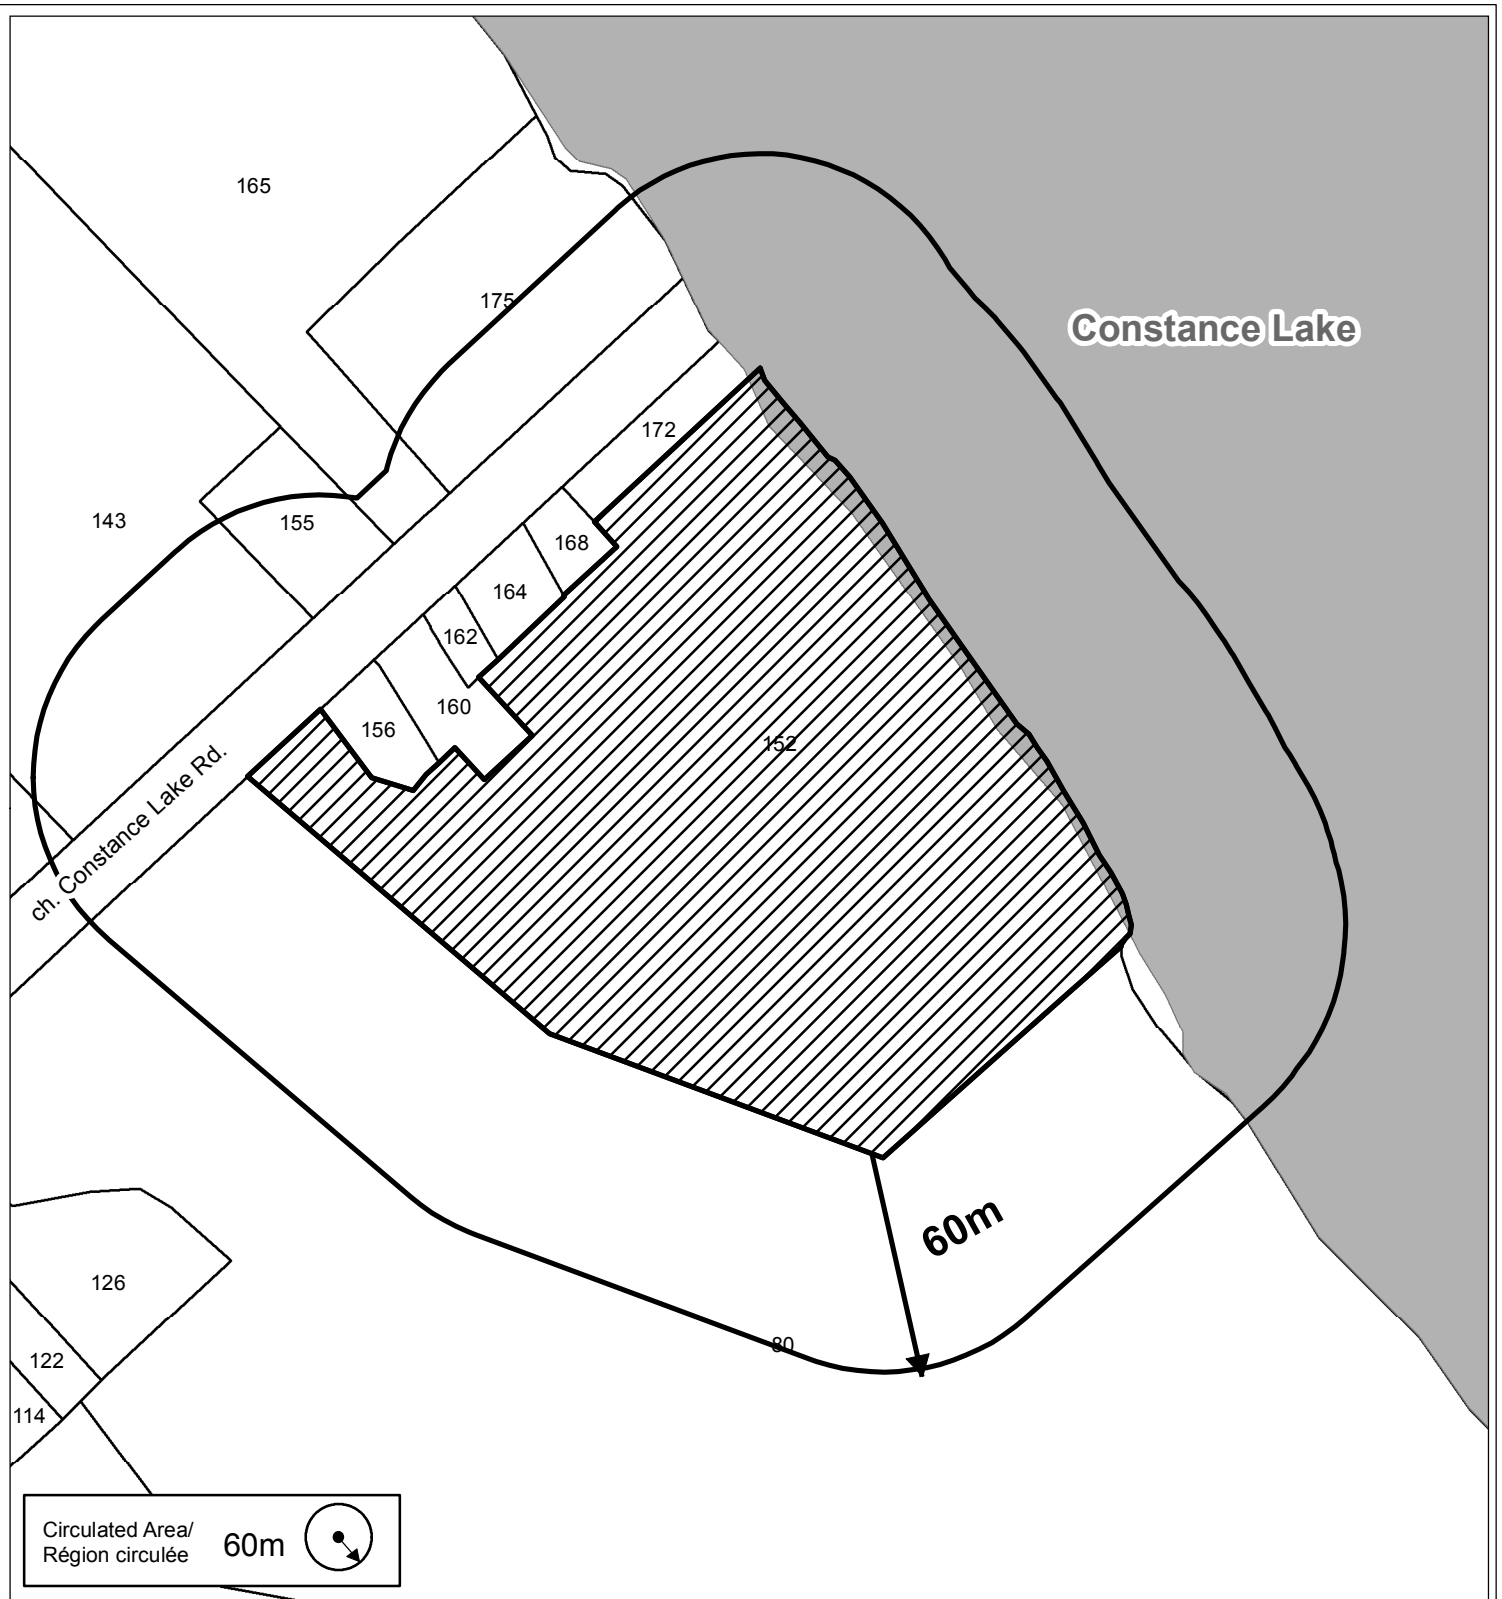 165
175
Constance Lake
172
143
155
168
164
162
160
156
152
ch. Constance Lake Rd.
60m
126
80
122
114
Circulated Area/
Région circulée
60m